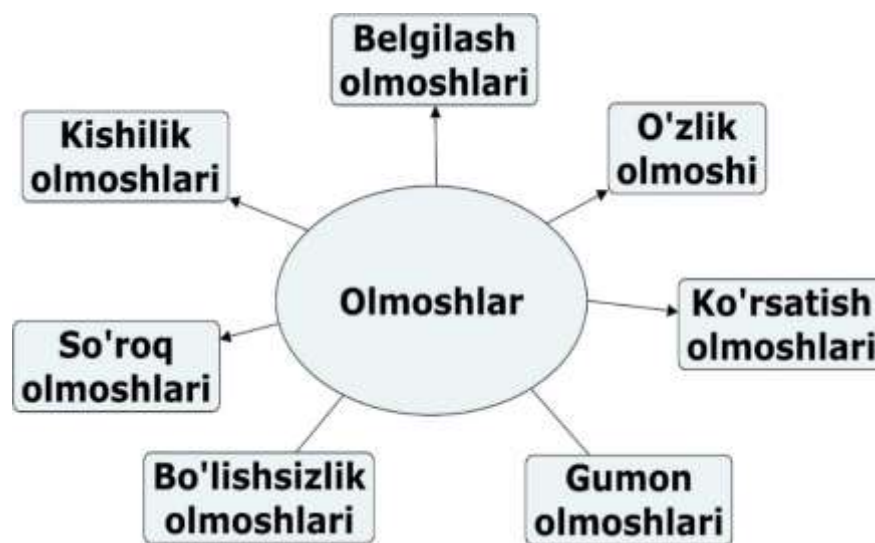 Belgilash
olmoshlari
O'zlik
olmoshi
Kishilik
olmoshlari
Olmoshlar
Ko'rsatish
olmoshlari
So'roq
olmoshlari
Bo'lishsizlik
olmoshlari
Gumon
olmoshlari